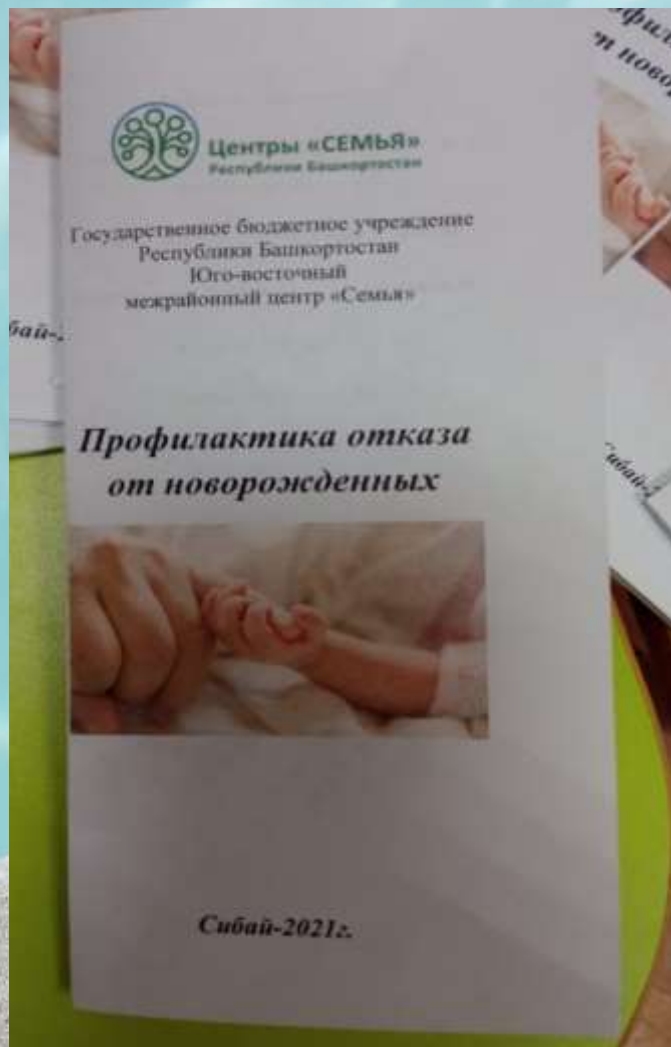 Центры «СЕМЬЯ»
Республики Башкортостан
Государственное бюджетное учреждение
Республики Башкортостан
Юго-восточный
межрайонный центр «Семья»
Профилактика отказа
от новорожденных
Сибай-2021г.